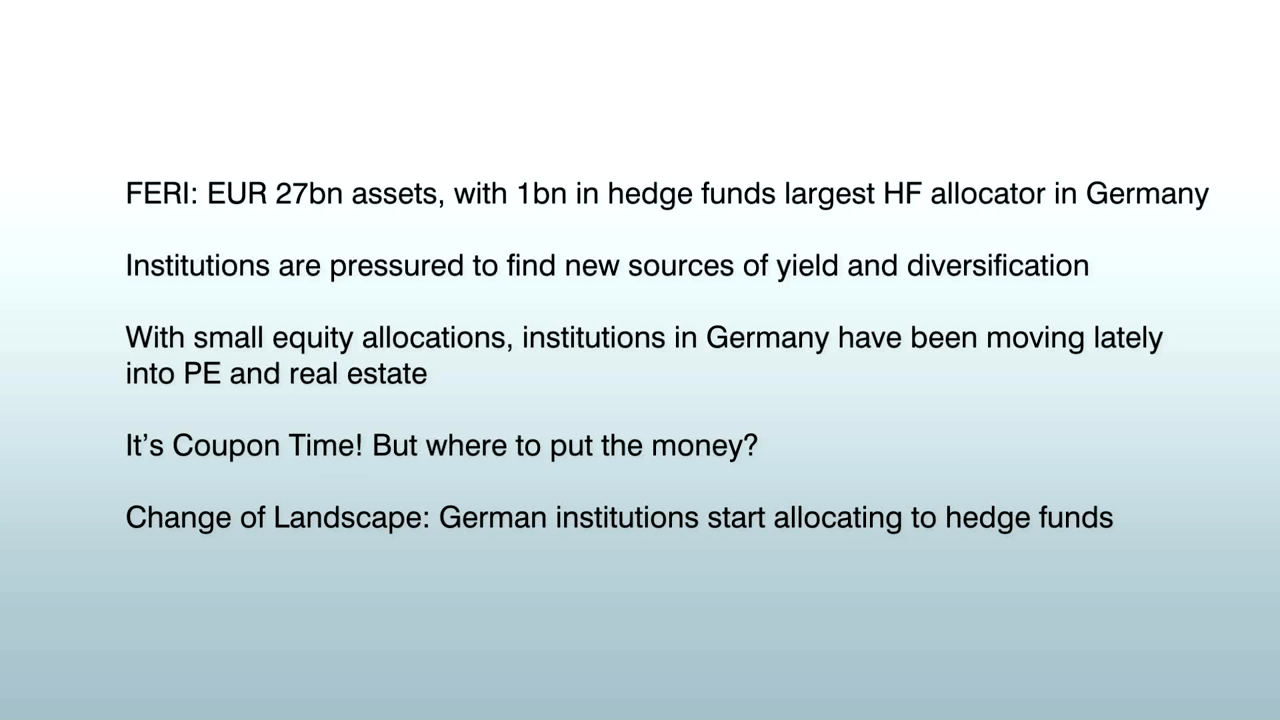 FERI: EUR 27bn assets, with 1bn in hedge funds largest HF allocator in Germany
Institutions are pressured to find new sources of yield and diversification
With small equity allocations, institutions in Germany have been moving lately
into PE and real estate
It’s Coupon Time! But where to put the money?
Change of Landscape: German institutions start allocating to hedge funds